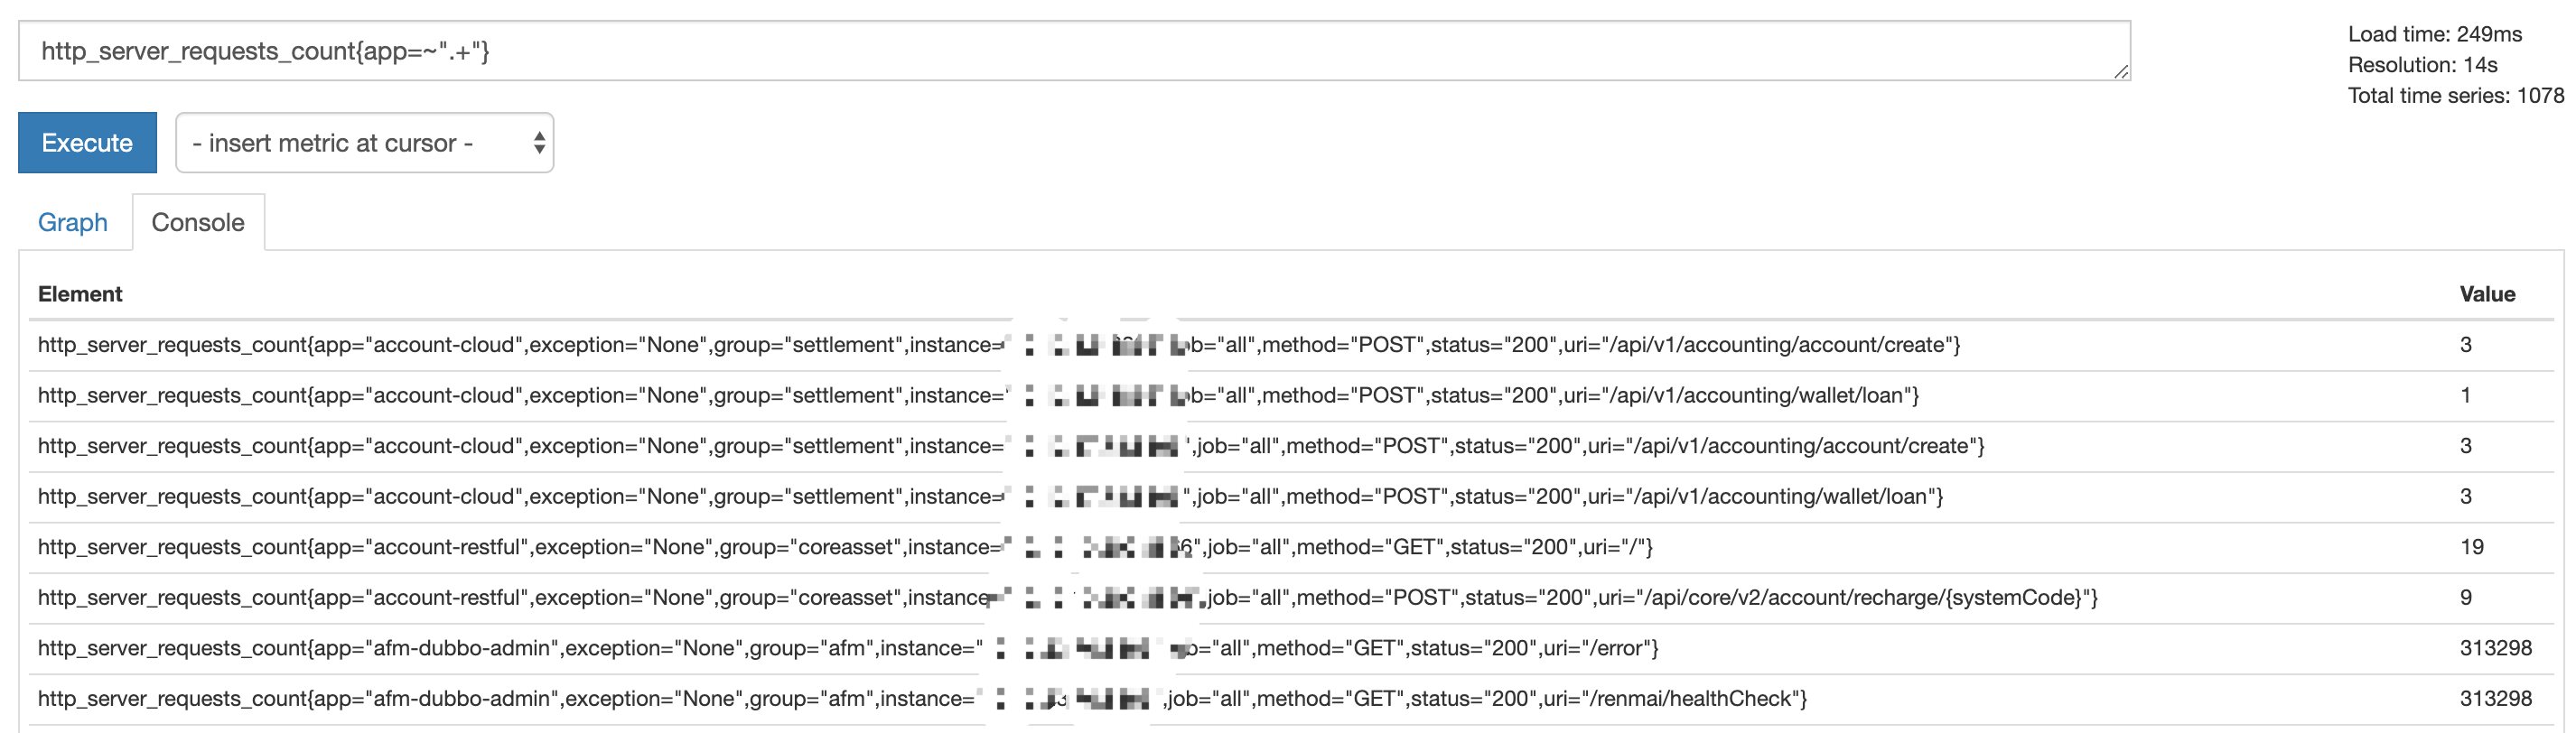 http_server_requests_count{app=~".+"}
Load time: 249ms
Resolution: 14s
Total time series: 1078
Execute
- insert metric at cursor -
Graph Console
Element Value
http_server_requests_count{app="account-cloud",exception="None",group="settlement",instance= b="all",method="POST",status="200",uri="/api/v1/accounting/account/create"} 3
http_server_requests_count{app="account-cloud",exception="None",group="settlement",instance=" b="all",method="POST",status="200",uri="/api/v1/accounting/wallet/loan"} 1
http_server_requests_count{app="account-cloud",exception="None",group="settlement",instance= ",job="all",method="POST",status="200",uri="/api/v1/accounting/account/create"} 3
http_server_requests_count{app="account-cloud",exception="None",group="settlement",instance= ",job="all",method="POST",status="200",uri="/api/v1/accounting/wallet/loan"} 3
http_server_requests_count{app="account-restful",exception="None",group="coreasset",instance= 6",job="all",method="GET",status="200",uri="/"} 19
http_server_requests_count{app="account-restful",exception="None",group="coreasset",instance ,job="all",method="POST",status="200",uri="/api/core/v2/account/recharge/{systemCode}"} 9
http_server_requests_count{app="afm-dubbo-admin",exception="None",group="afm",instance=" b="all",method="GET",status="200",uri="/error"} 313298
http_server_requests_count{app="afm-dubbo-admin",exception="None",group="afm",instance=" ,job="all",method="GET",status="200",uri="/renmai/healthCheck"} 313298